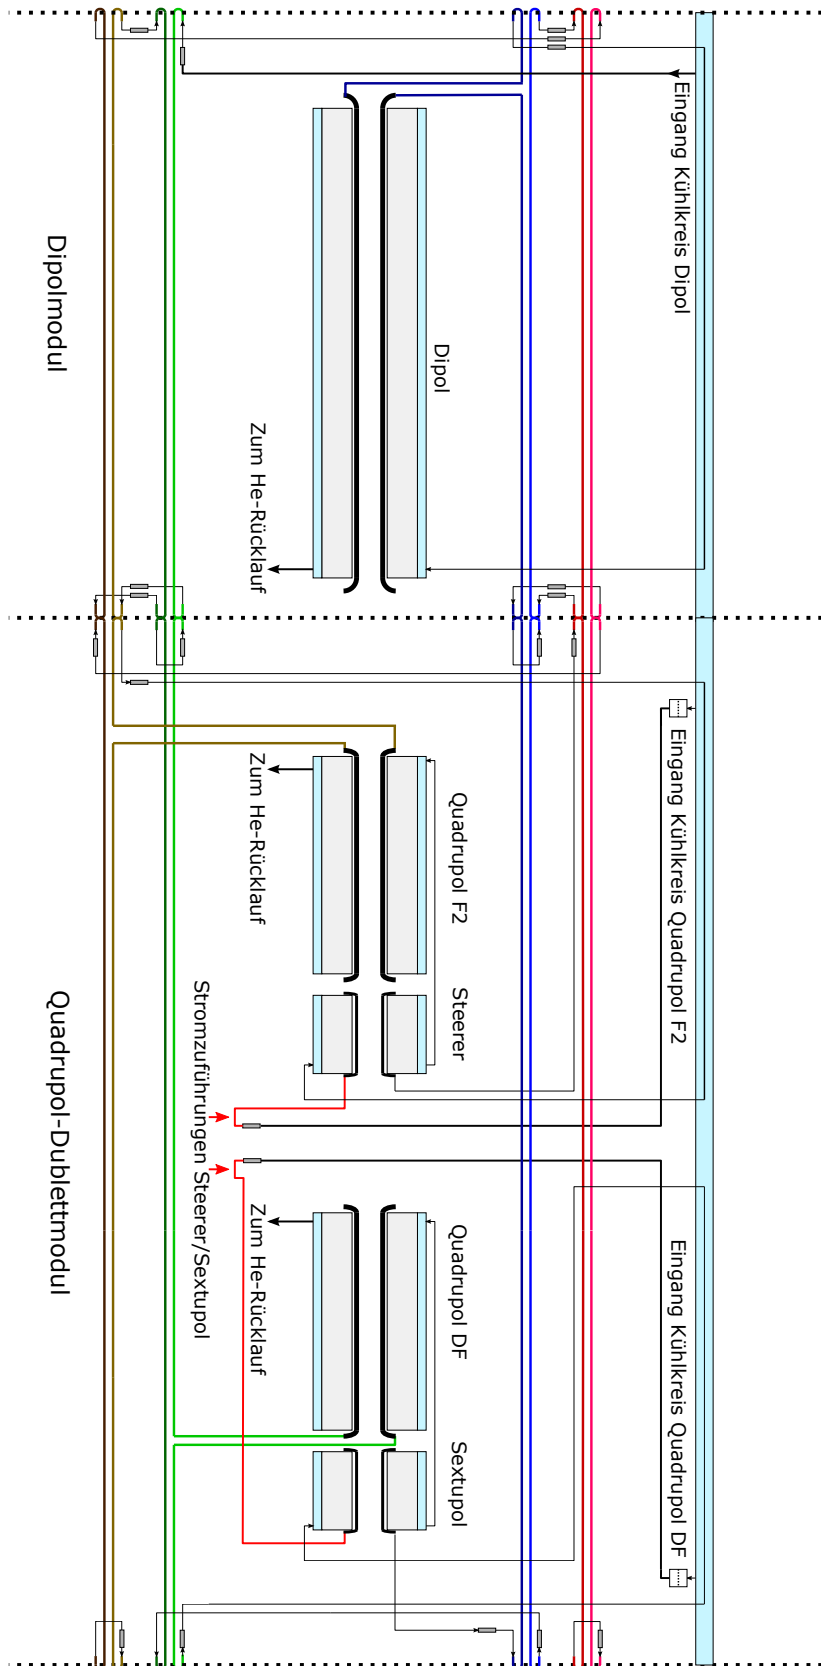 Eingang Kühlkreis Dipol
Dipol
Zum He-Rücklauf
Dipolmodul
Eingang Kühlkreis Quadrupol F2
Quadrupol F2
Steerer
Zum He-Rücklauf
Stromzuführungen Steerer/Sextupol
Eingang Kühlkreis Quadrupol DF
Quadrupol DF
Sextupol
Zum He-Rücklauf
Quadrupol-Dublettmodul